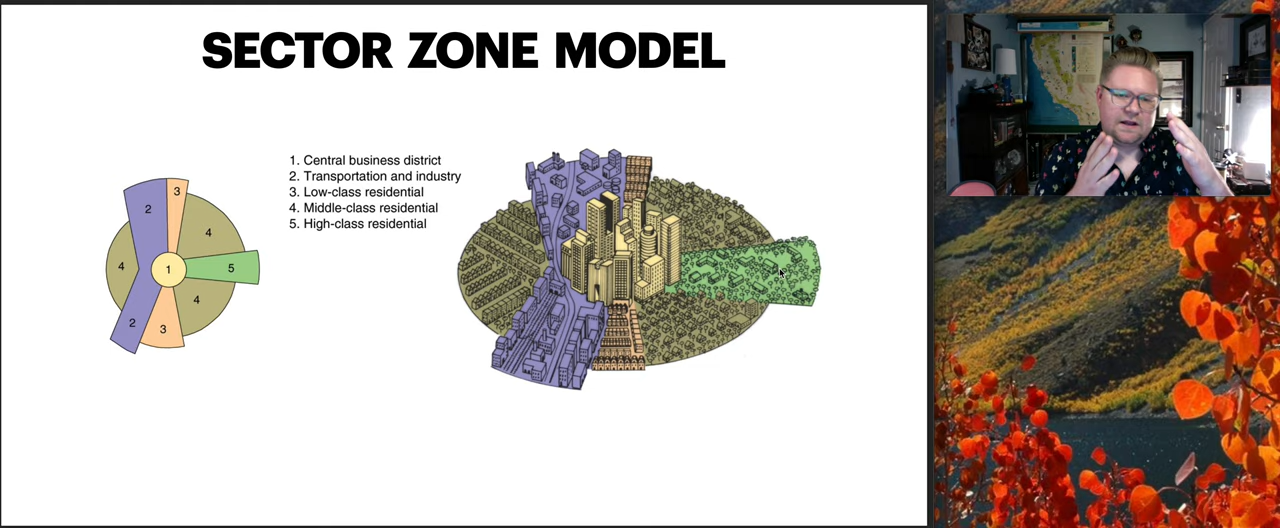 SECTOR ZONE MODEL
1. Central business district
2. Transportation and industry
3. Low-class residential
4. Middle-class residential
5. High-class residential
3
2
4
4
1
5
4
2
3